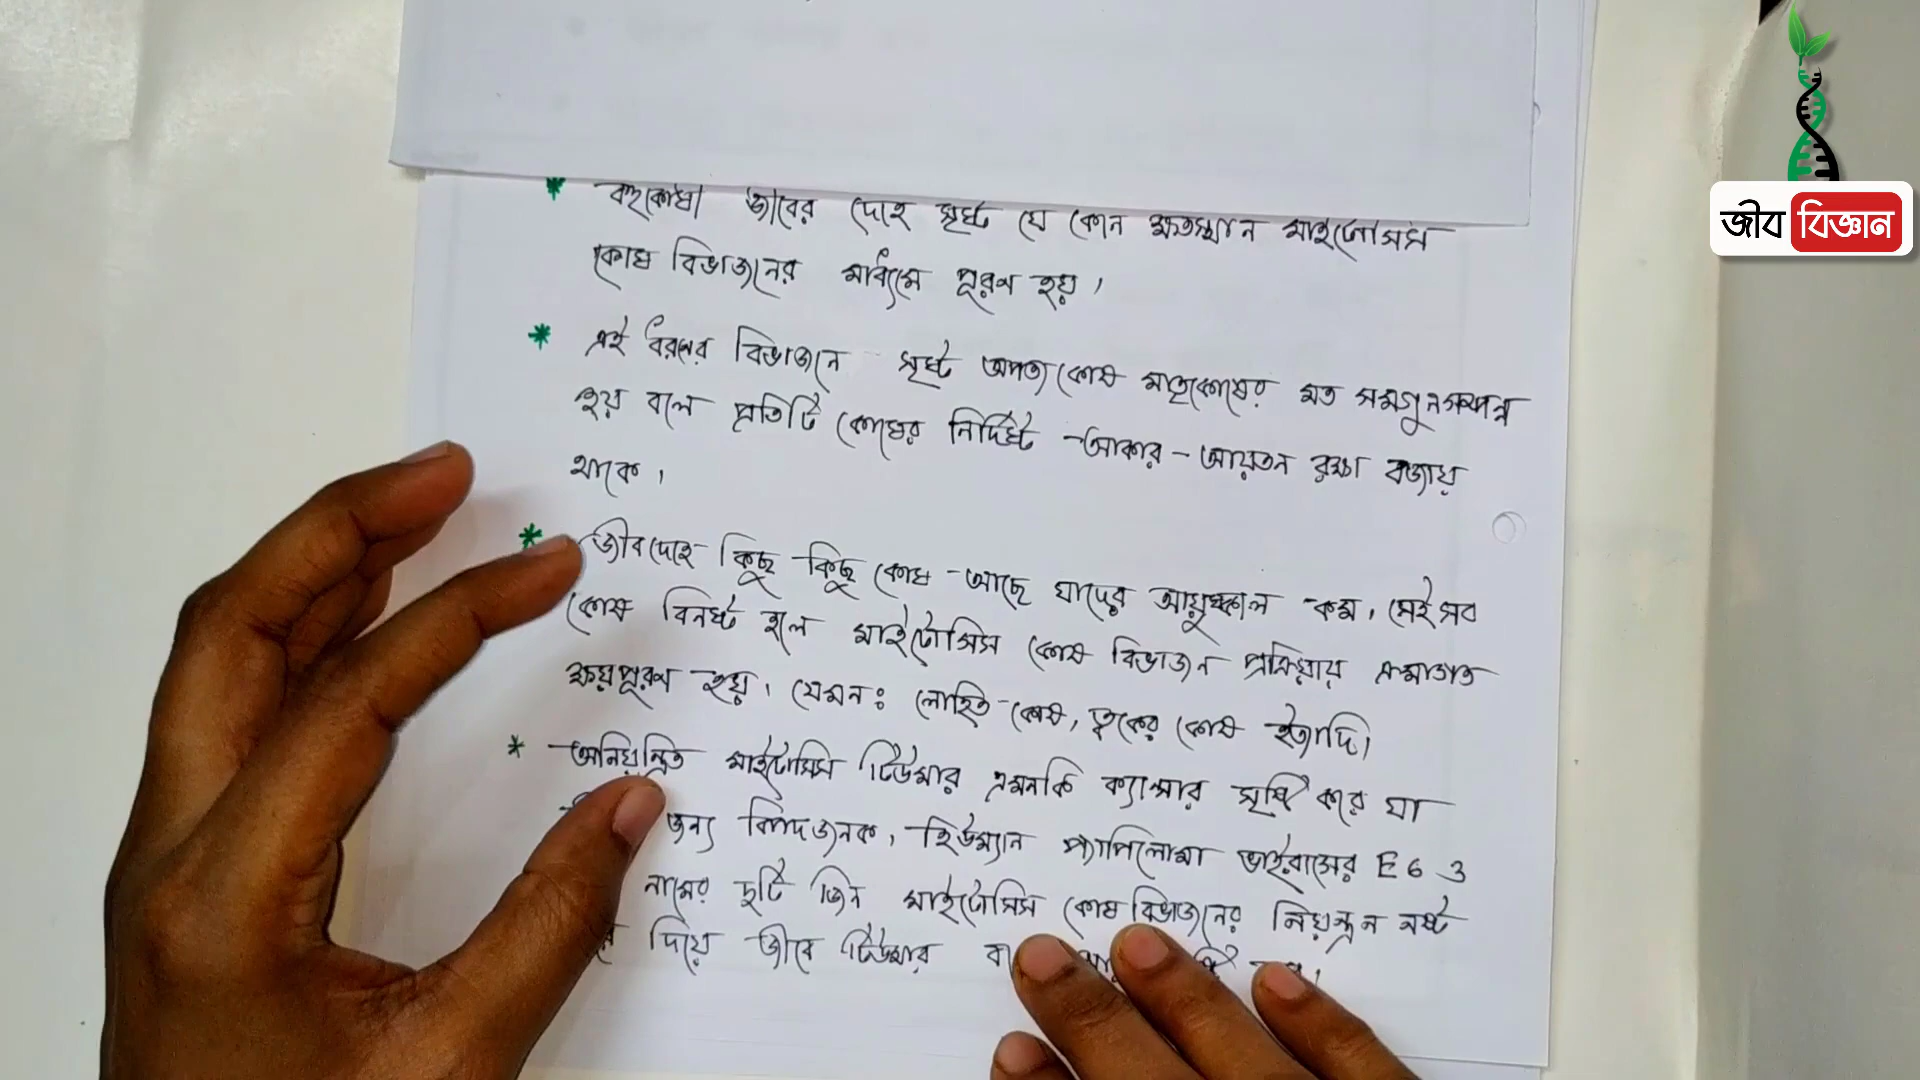 বহুকোষী জীবের দেহে সৃষ্ট যে কোন ক্ষতস্থান মাইটোসিস
কোষ বিভাজনের মাধ্যমে পূরণ হয়।
* এই ধরণের বিভাজনে সৃষ্ট অপত্য কোষ মাতৃকোষের মত সমগুনসম্পন্ন
হয় বলে প্রতিটি কোষের নির্দিষ্ট আকার - আয়তন রক্ষা বজায়
থাকে।
* জীবদেহে কিছু কিছু কোষ আছে যাদের আয়ুষ্কাল কম, সেই সব
কোষ বিনষ্ট হলে মাইটোসিস কোষ বিভাজন প্রক্রিয়ায় ক্রমাগত
ক্ষয়পূরণ হয়। যেমনঃ লোহিত কোষ, ত্বকের কোষ ইত্যাদি।
* অনিয়ন্ত্রিত মাইটোসিস টিউমার এমনকি ক্যান্সার সৃষ্টি করে যা
জন্য বিপদজনক, হিউম্যান প্যাপিলোমা ভাইরাসের E6 ও
নামের দুটি জিন মাইটোসিস কোষ বিভাজনের নিয়ন্ত্রন নষ্ট
দিয়ে জীবে টিউমার
জীব বিজ্ঞান